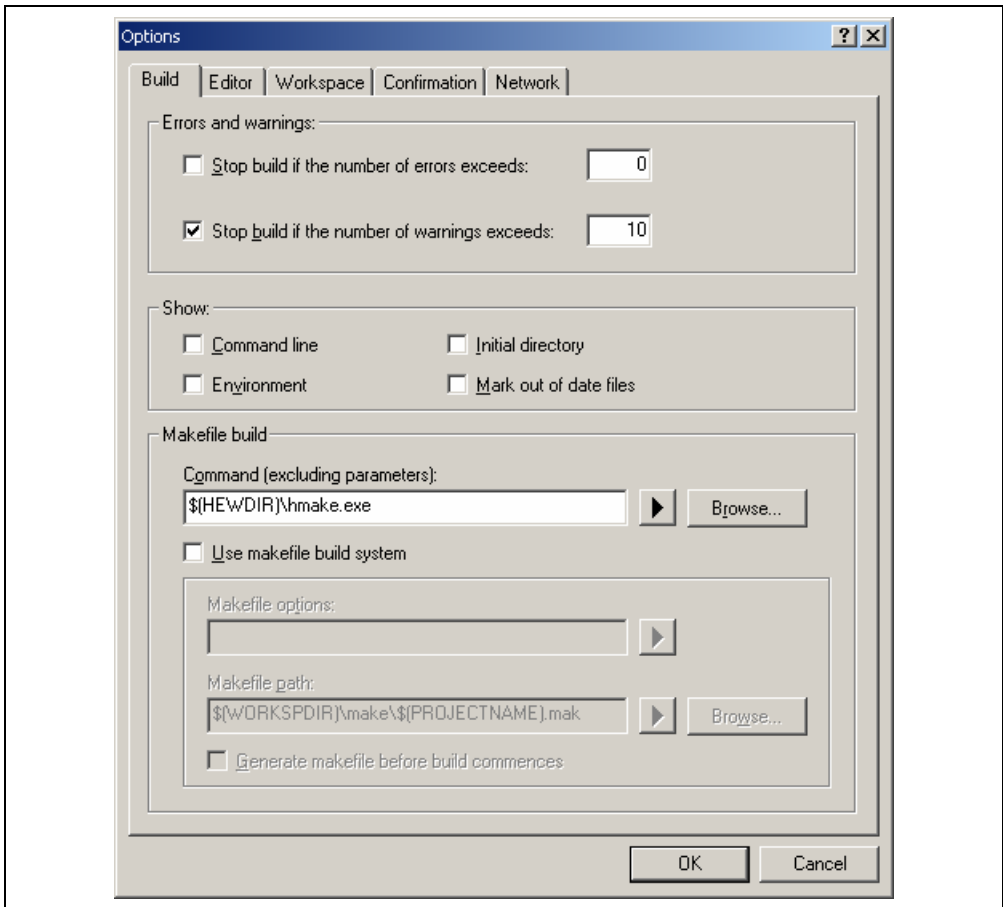 Options
Build Editor Workspace Confirmation Network
Errors and warnings:
Stop build if the number of errors exceeds: 0
Stop build if the number of warnings exceeds: 10
Show:
Command line Initial directory
Environment Mark out of date files
Makefile build
Command (excluding parameters):
$(HEWDIR)\hmake.exe Browse...
Use makefile build system
Makefile options:
Makefile path:
$(WORKSPDIR)\make\$(PROJECTNAME).mak Browse...
Generate makefile before build commences
OK Cancel